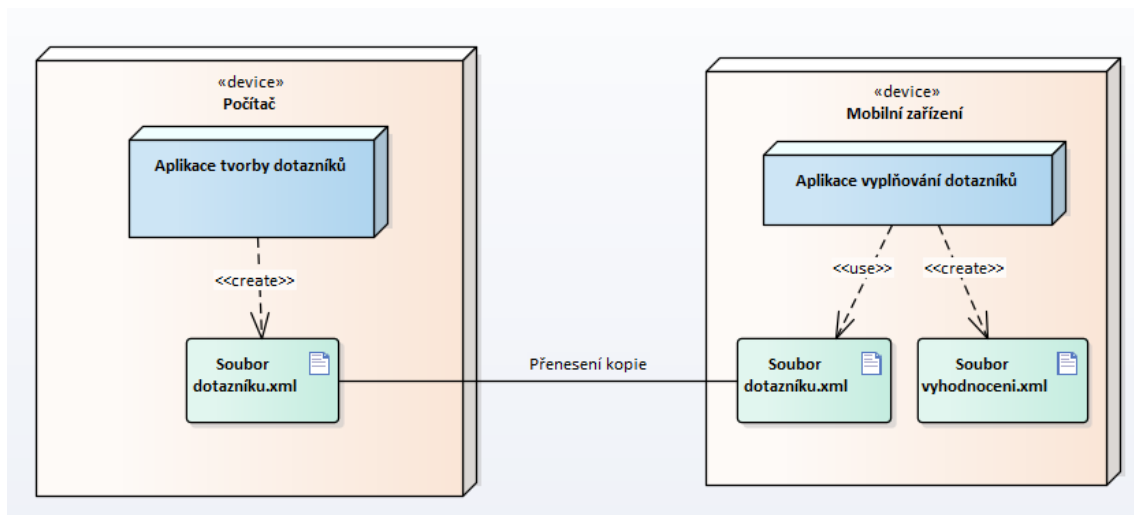 «device»
Počítač
Aplikace tvorby dotazníků
<<create>>
Soubor
dotazníku.xml
Přenesení kopie
«device»
Mobilní zařízení
Aplikace vyplňování dotazníků
<<use>>
<<create>>
Soubor
dotazníku.xml
Soubor
vyhodnoceni.xml